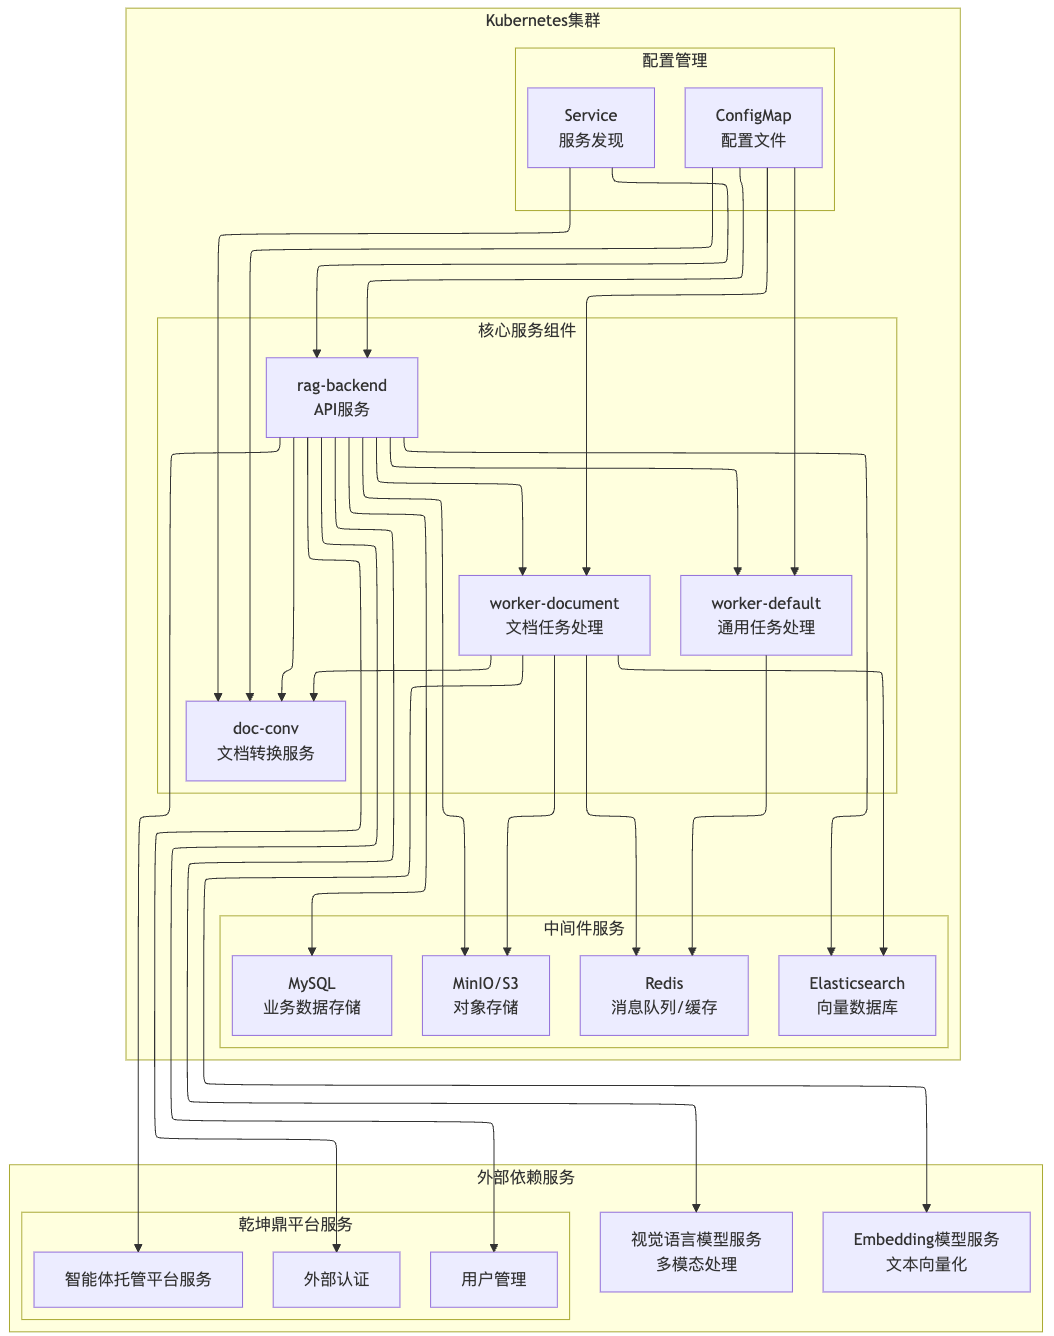 Kubernetes集群
配置管理
Service
服务发现
ConfigMap
配置文件
核心服务组件
rag-backend
API服务
worker-document
文档任务处理
worker-default
通用任务处理
doc-conv
文档转换服务
中间件服务
MySQL
业务数据存储
MinIO/S3
对象存储
Redis
消息队列/缓存
Elasticsearch
向量数据库
外部依赖服务
乾坤鼎平台服务
智能体托管平台服务
外部认证
用户管理
视觉语言模型服务
多模态处理
Embedding模型服务
文本向量化